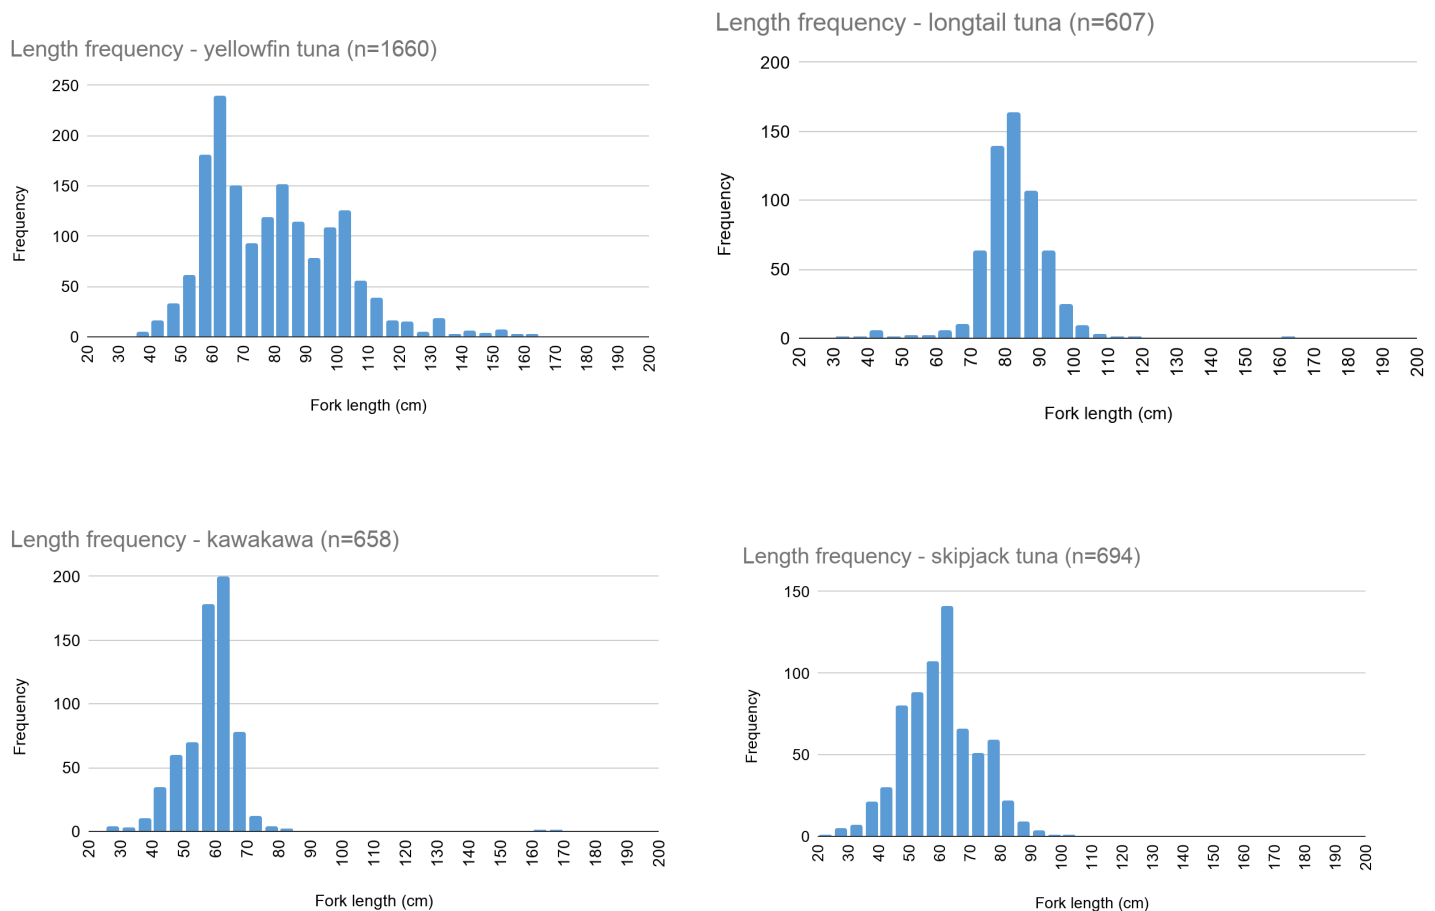 Length frequency - yellowfin tuna (n=1660)
250
200
150
100
50
0
Frequency
20 30 40 50 60 70 80 90 100 110 120 130 140 150 160 170 180 190 200
Fork length (cm)
Length frequency - longtail tuna (n=607)
200
150
100
50
0
Frequency
20 30 40 50 60 70 80 90 100 110 120 130 140 150 160 170 180 190 200
Fork length (cm)
Length frequency - kawakawa (n=658)
200
150
100
50
0
Frequency
20 30 40 50 60 70 80 90 100 110 120 130 140 150 160 170 180 190 200
Fork length (cm)
Length frequency - skipjack tuna (n=694)
150
100
50
0
Frequency
20 30 40 50 60 70 80 90 100 110 120 130 140 150 160 170 180 190 200
Fork length (cm)